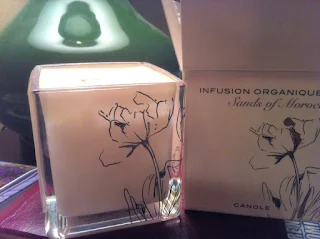 INFUSION ORGANIQUE
Sands of Moroc
CANDLE